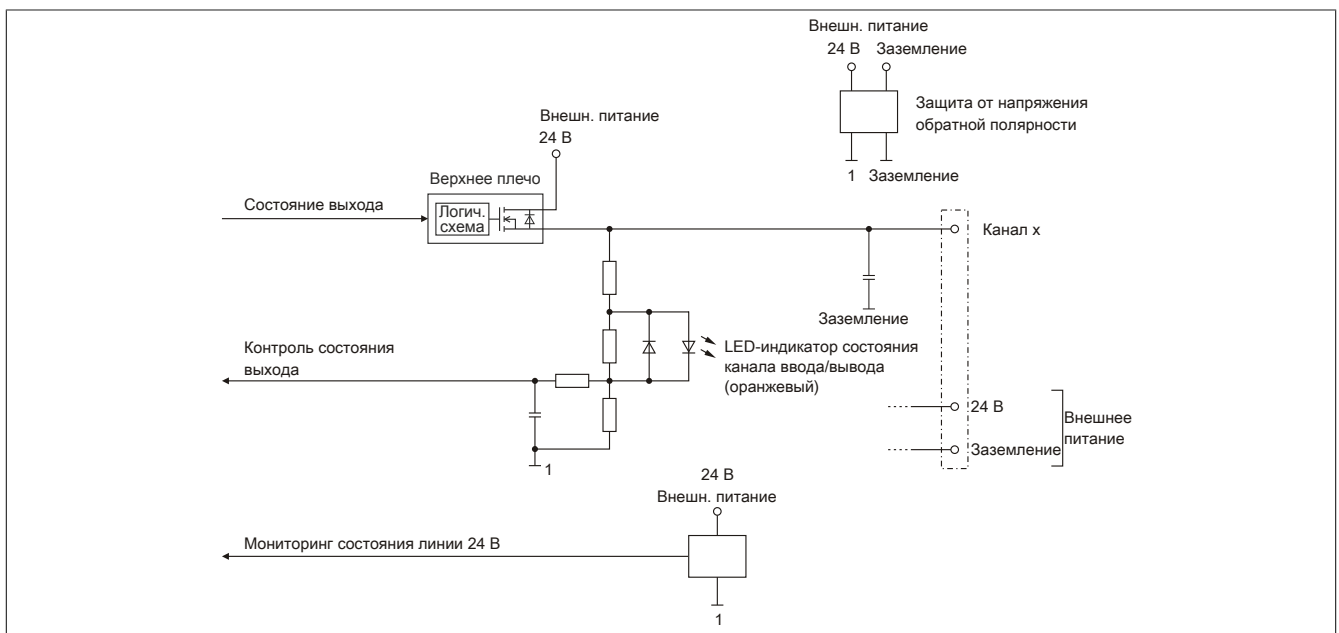 Внешн. питание
24 В Заземление
Защита от напряжения
обратной полярности
1 Заземление
Внешн. питание
24 В
Верхнее плечо
Логич.
схема
Состояние выхода
Канал x
Заземление
LED-индикатор состояния
канала ввода/вывода
(оранжевый)
Контроль состояния
выхода
1
24 В
Заземление
Внешнее
питание
24 В
Внешн. питание
Мониторинг состояния линии 24 В
1